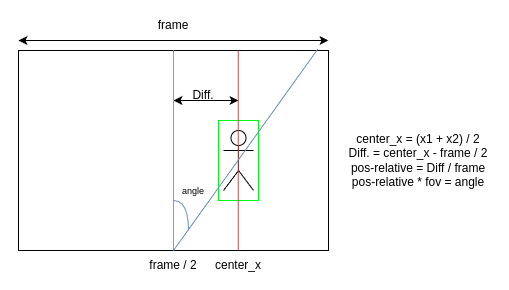 frame
Diff.
angle
frame / 2
center_x
center_x = (x1 + x2) / 2
Diff. = center_x - frame / 2
pos-relative = Diff / frame
pos-relative * fov = angle